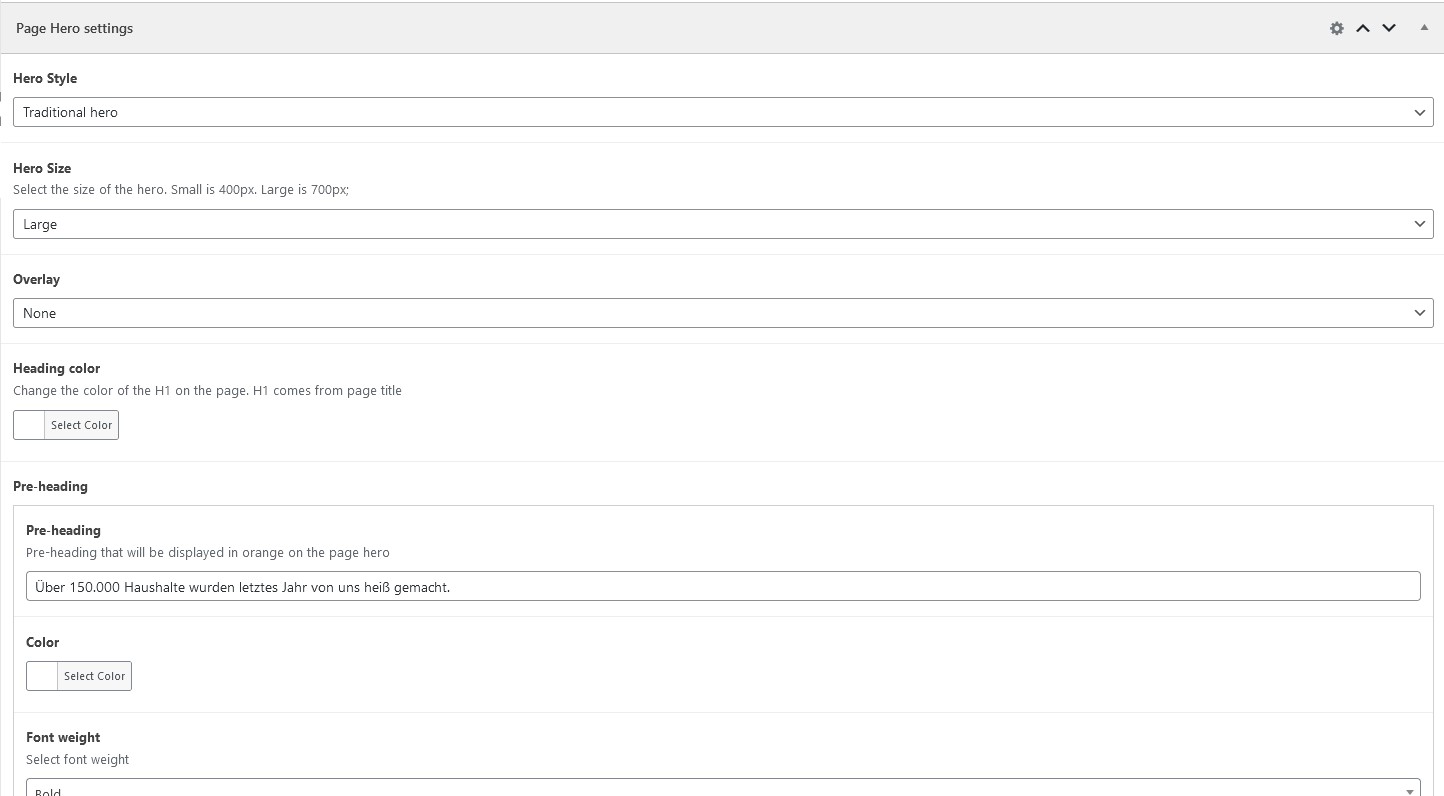 Page Hero settings
Hero Style
Traditional hero
Hero Size
Select the size of the hero. Small is 400px. Large is 700px;
Large
Overlay
None
Heading color
Change the color of the H1 on the page. H1 comes from page title
Select Color
Pre-heading
Pre-heading
Pre-heading that will be displayed in orange on the page hero
Über 150.000 Haushalte wurden letztes Jahr von uns heiß gemacht.
Color
Select Color
Font weight
Select font weight
Bold